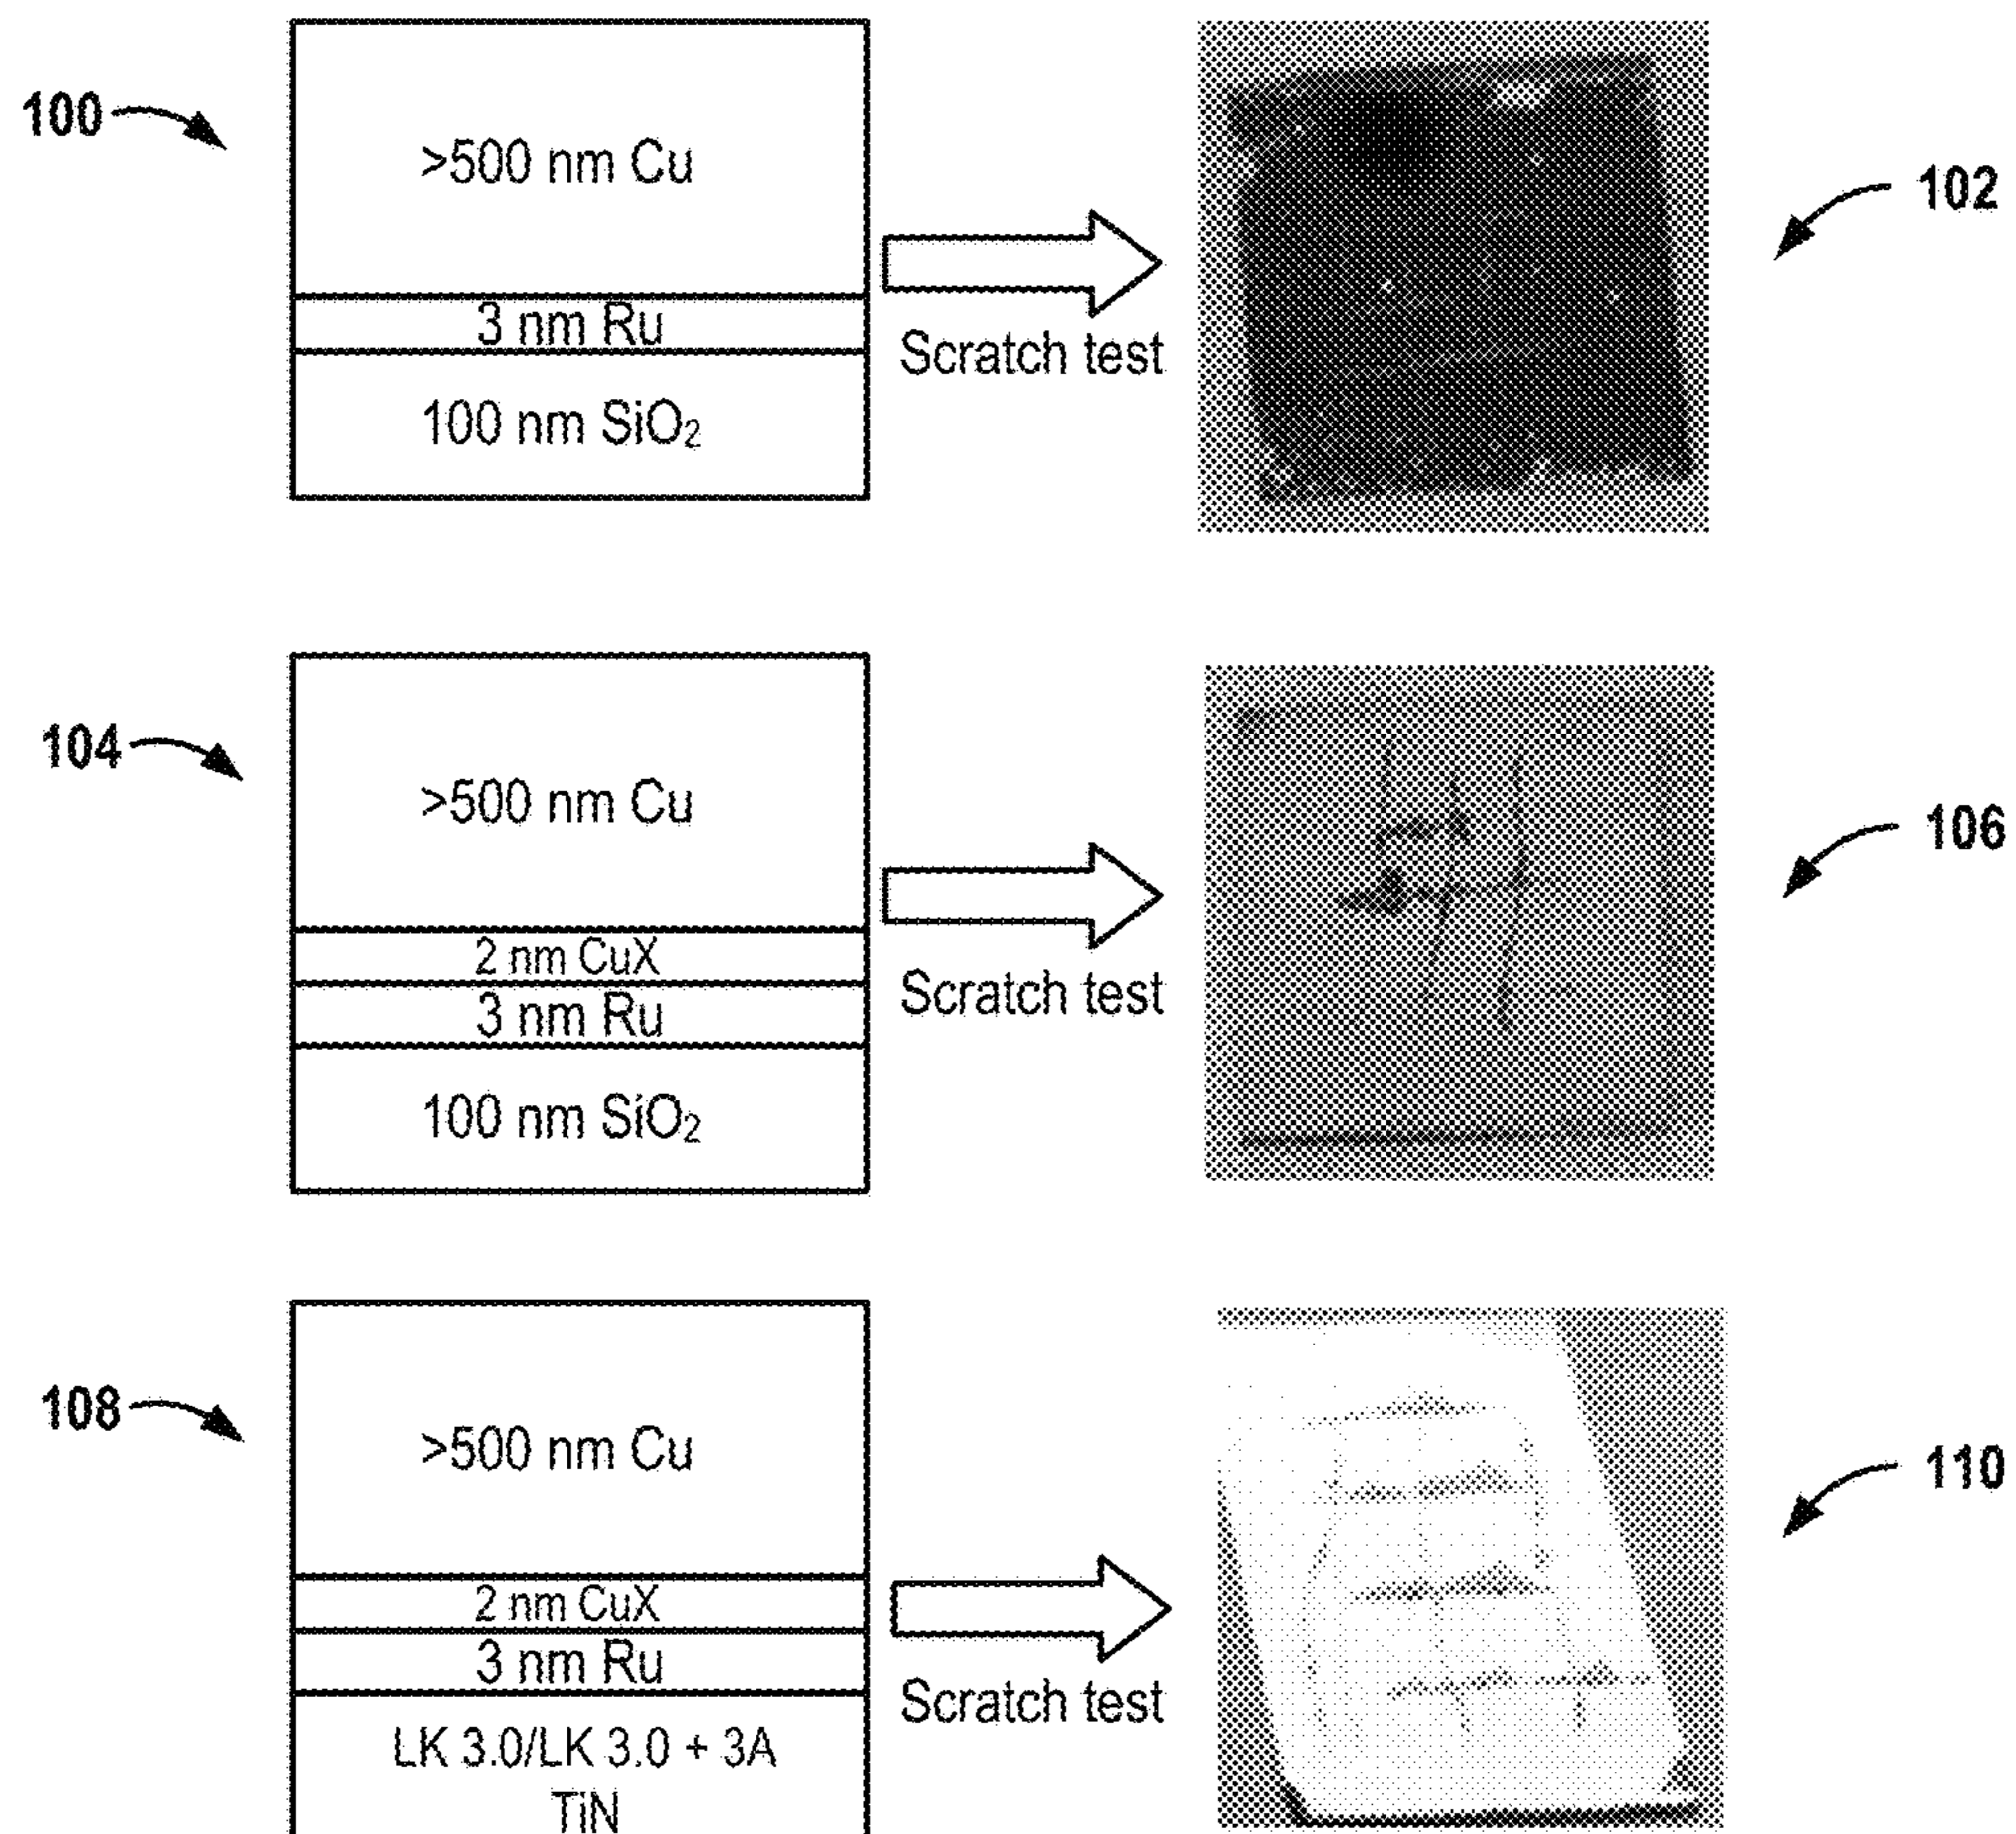 100
>500 nm Cu
3 nm Ru
100 nm SiO₂
Scratch test
102
104
>500 nm Cu
2 nm CuX
3 nm Ru
100 nm SiO₂
Scratch test
106
108
>500 nm Cu
2 nm CuX
3 nm Ru
LK 3.0/LK 3.0 + 3A
TiN
Scratch test
110